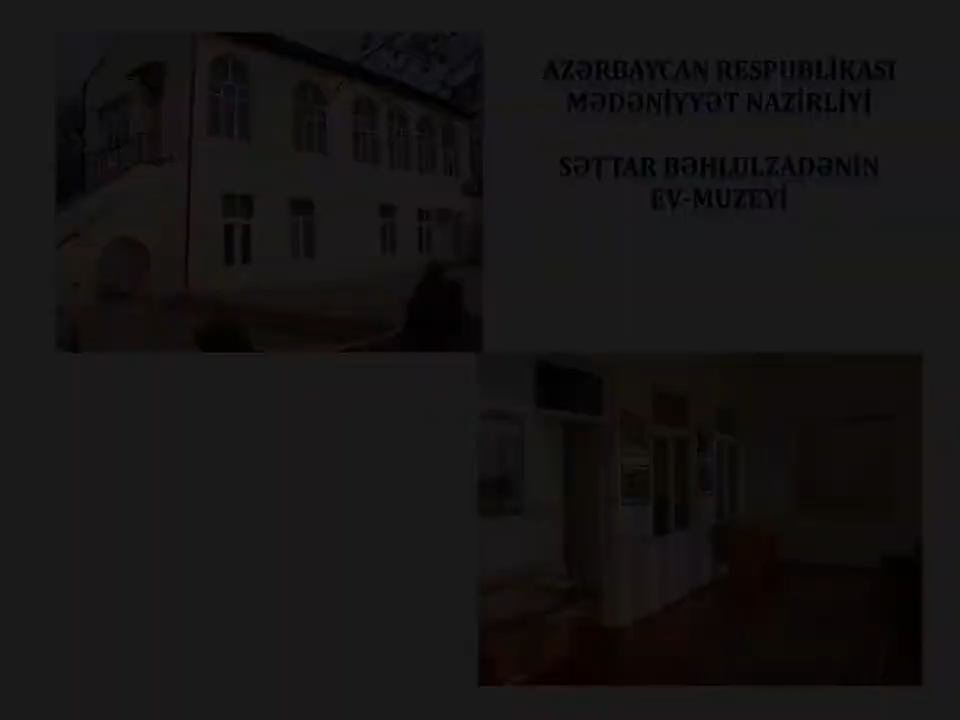 AZƏRBAYCAN RESPUBLİKASI
MƏDƏNİYYƏT NAZİRLİYİ
SƏTTAR BƏHLULZADƏNİN
EV-MUZEYİ